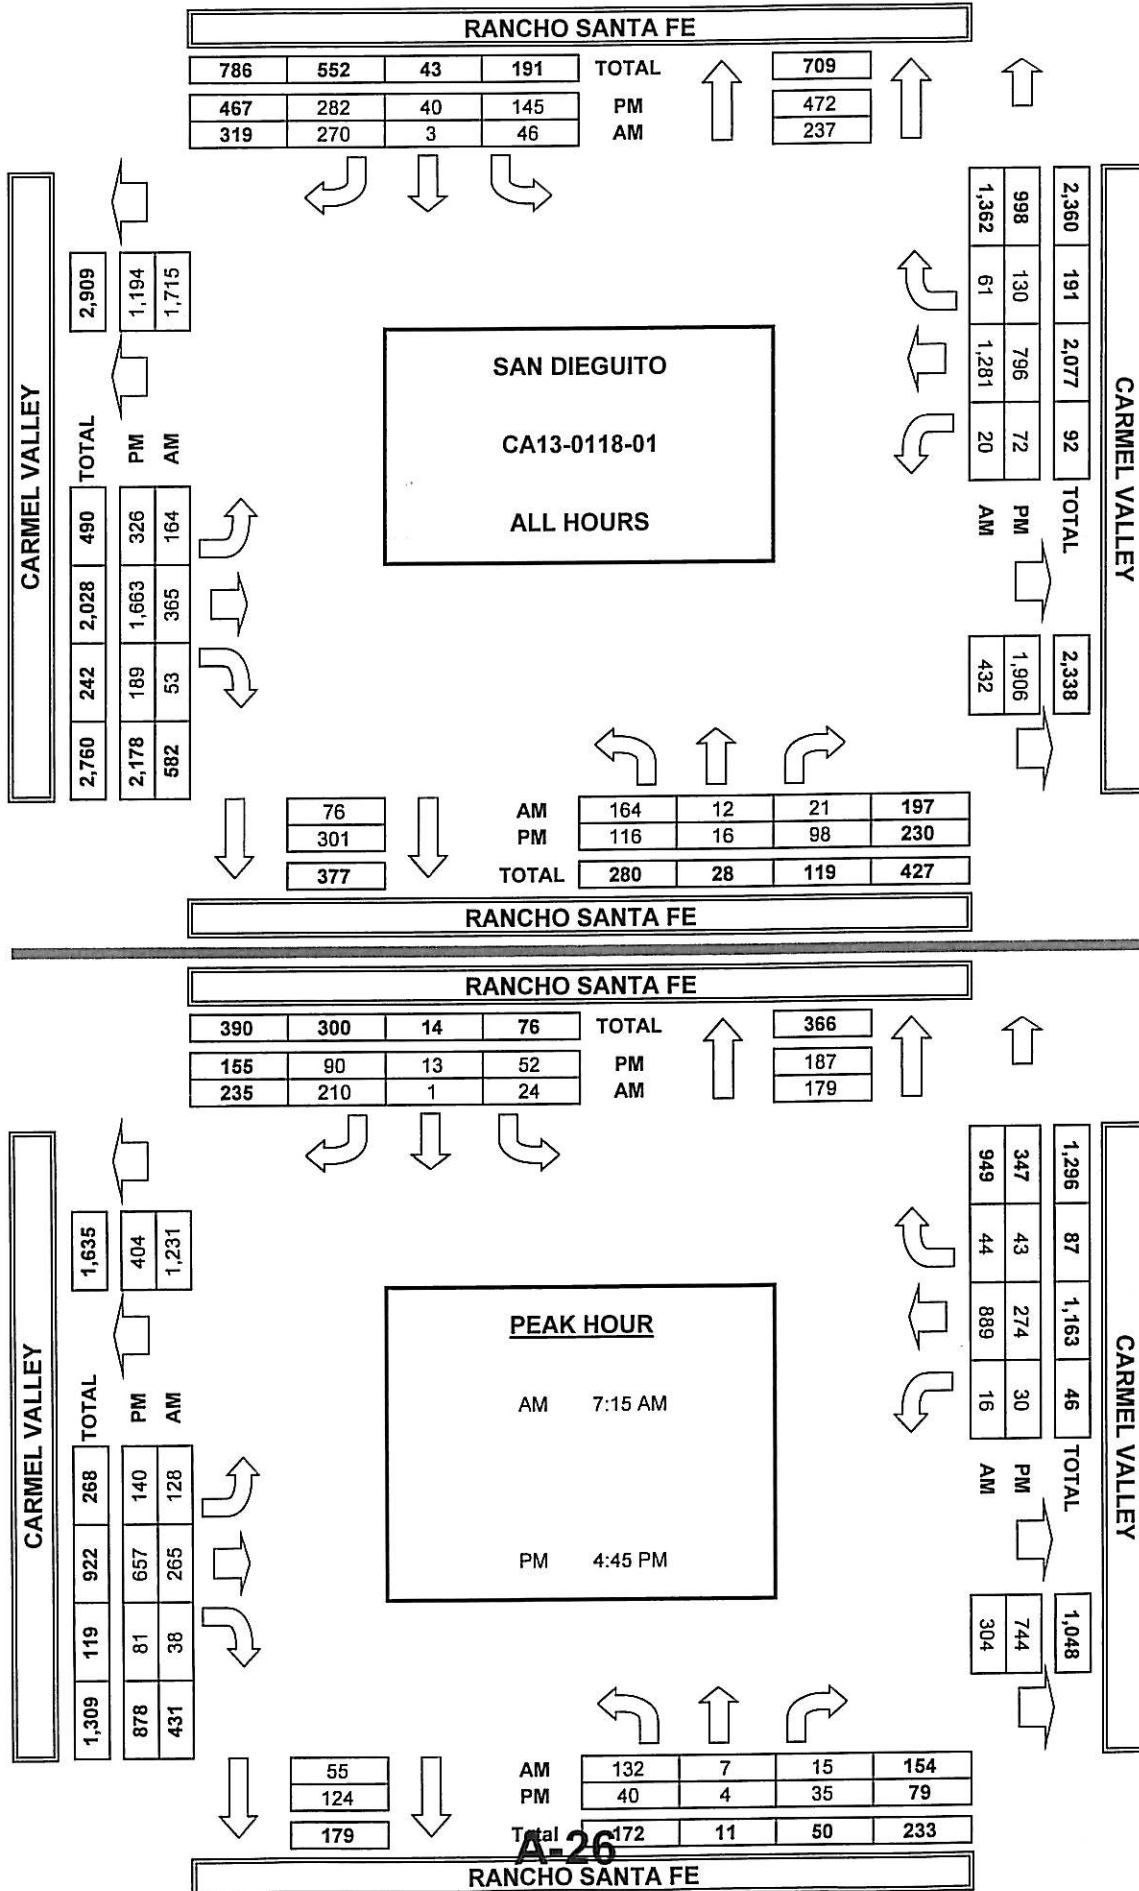 RANCHO SANTA FE
786 552 43 191 TOTAL 709
467 282 40 145 PM 472
319 270 3 46 AM 237
CARMEL VALLEY
2,909
1,194
1,715
TOTAL 490 2,028 242 2,760
PM 326 1,663 189 2,178
AM 164 365 53 582
SAN DIEGUITO
CA13-0118-01
ALL HOURS
2,360 191 2,077 92 TOTAL 2,338
998 130 796 72 PM 1,906
1,362 61 1,281 20 AM 432
CARMEL VALLEY
76 AM 164 12 21 197
301 PM 116 16 98 230
377 TOTAL 280 28 119 427
RANCHO SANTA FE
RANCHO SANTA FE
390 300 14 76 TOTAL 366
155 90 13 52 PM 187
235 210 1 24 AM 179
CARMEL VALLEY
1,635
404
1,231
TOTAL 268 922 119 1,309
PM 140 657 81 878
AM 128 265 38 431
PEAK HOUR
AM 7:15 AM
PM 4:45 PM
1,296 87 1,163 46 TOTAL 1,048
347 43 274 30 PM 744
949 44 889 16 AM 304
CARMEL VALLEY
55 AM 132 7 15 154
124 PM 40 4 35 79
179 Total 172 11 50 233
A-26
RANCHO SANTA FE